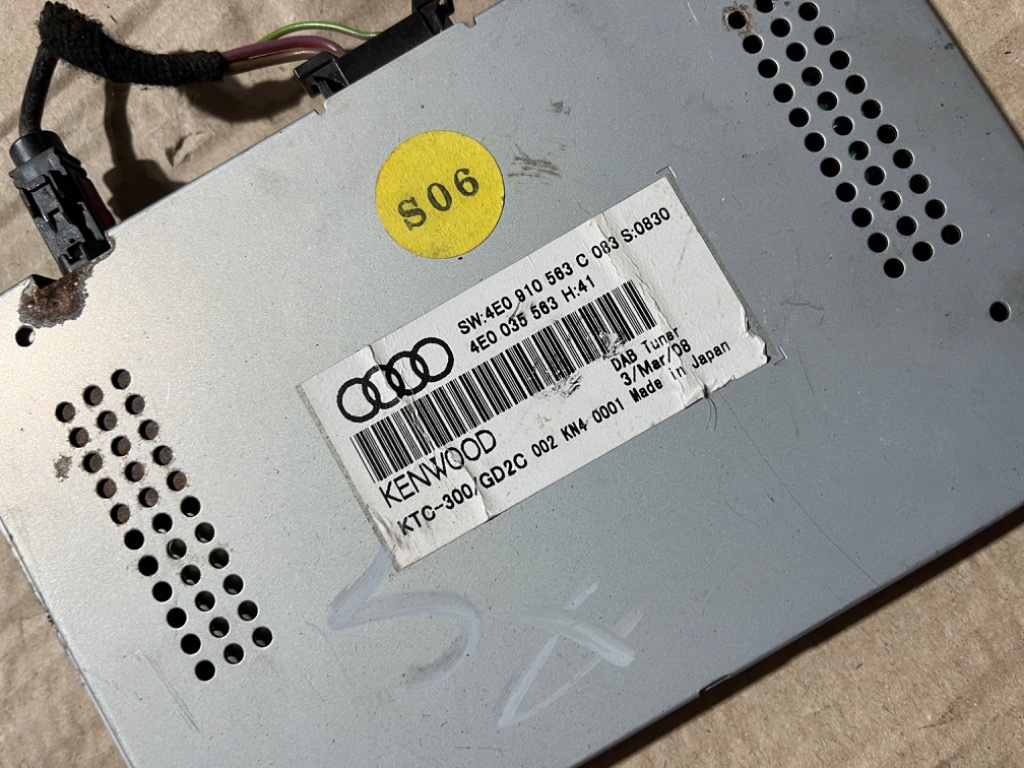 S06
SW:4E0 910 563 C 083 S:0830
4E0 035 563 H:41
DAB Tuner
3/Mar/08
KENWOOD
KTC-300/GD2C 002 KN4 0001 Made in Japan